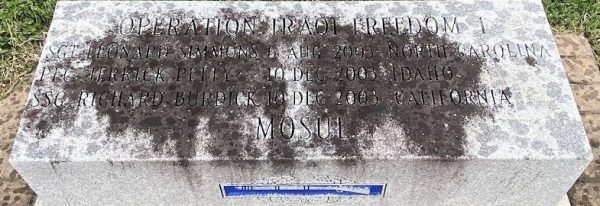 OPERATION IRAQI FREEDOM I
SGT LEONARD SIMMONS 6 AUG 2003 NORTH CAROLINA
PFC JERRICK PETTY 10 DEC 2003 IDAHO
SSG RICHARD BURDICK 10 DEC 2003 CALIFORNIA
MOSUL